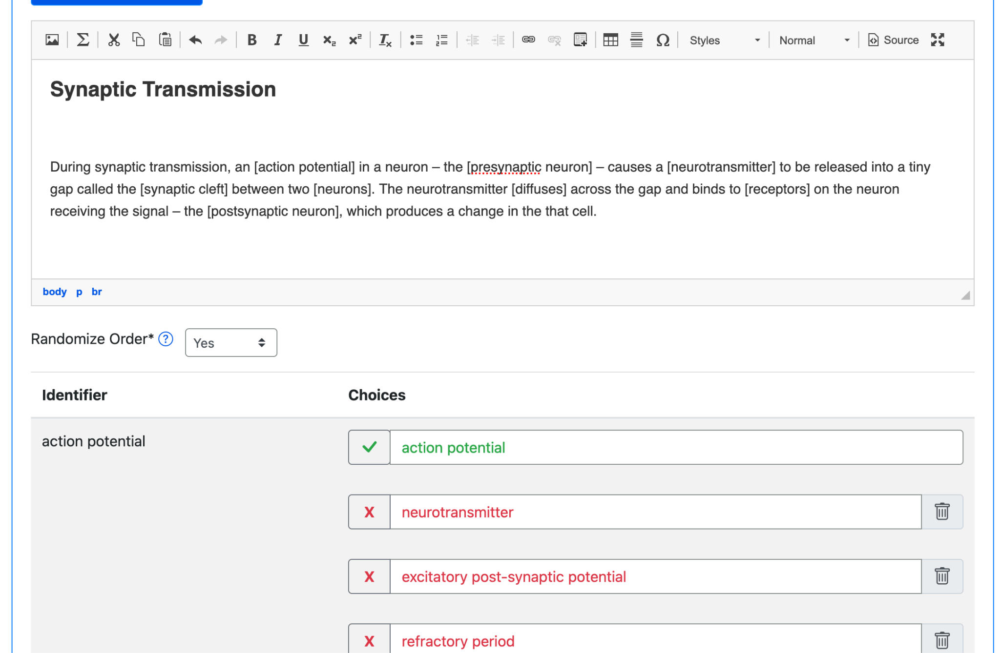 Styles Normal Source
Synaptic Transmission
During synaptic transmission, an [action potential] in a neuron – the [presynaptic neuron] – causes a [neurotransmitter] to be released into a tiny
gap called the [synaptic cleft] between two [neurons]. The neurotransmitter [diffuses] across the gap and binds to [receptors] on the neuron
receiving the signal – the [postsynaptic neuron], which produces a change in the that cell.
body p br
Randomize Order* ? Yes
Identifier Choices
action potential action potential
X neurotransmitter
X excitatory post-synaptic potential
X refractory period